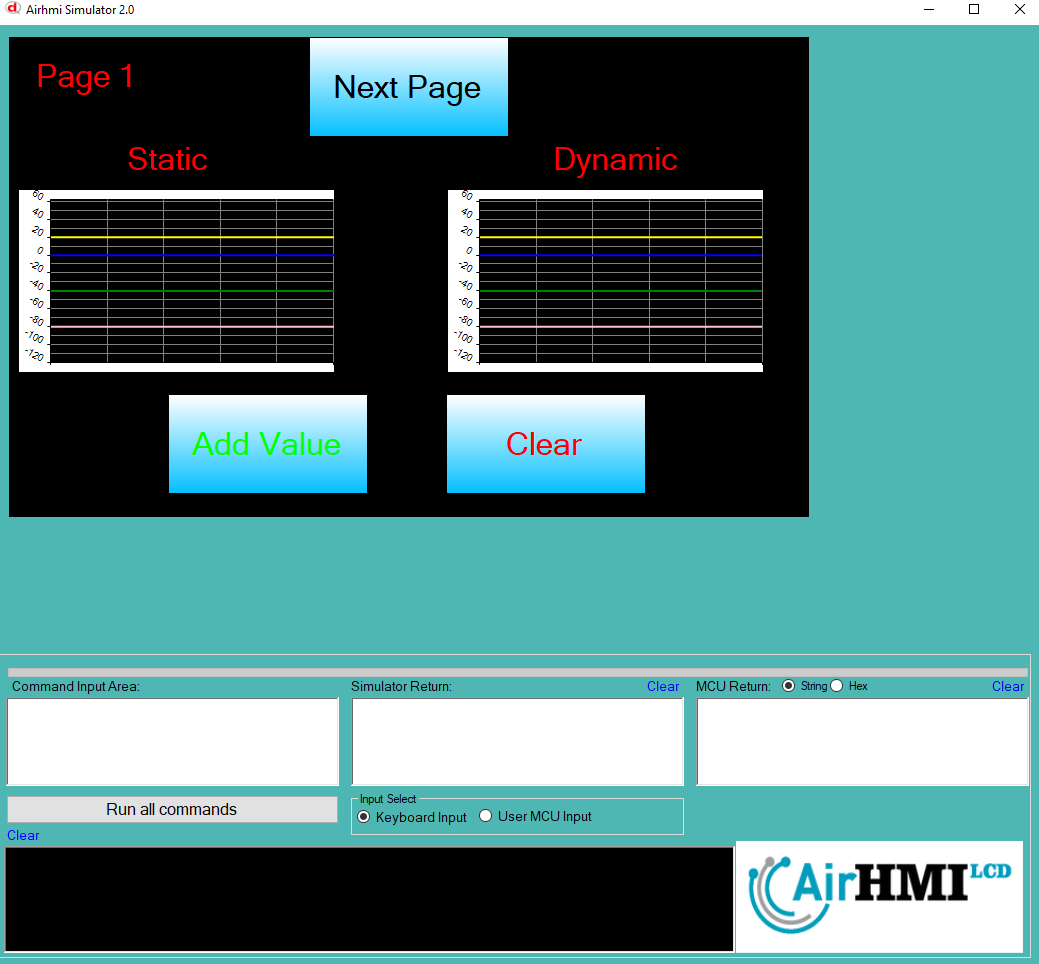 Airhmi Simulator 2.0
Page 1
Next Page
Static
Dynamic
60
40
20
0
-20
-40
-60
-80
-100
-120
60
40
20
0
-20
-40
-60
-80
-100
-120
Add Value
Clear
Command Input Area:
Simulator Return:
Clear
MCU Return:
String
Hex
Clear
Run all commands
Input Select
Keyboard Input
User MCU Input
Clear
AirHMI LCD